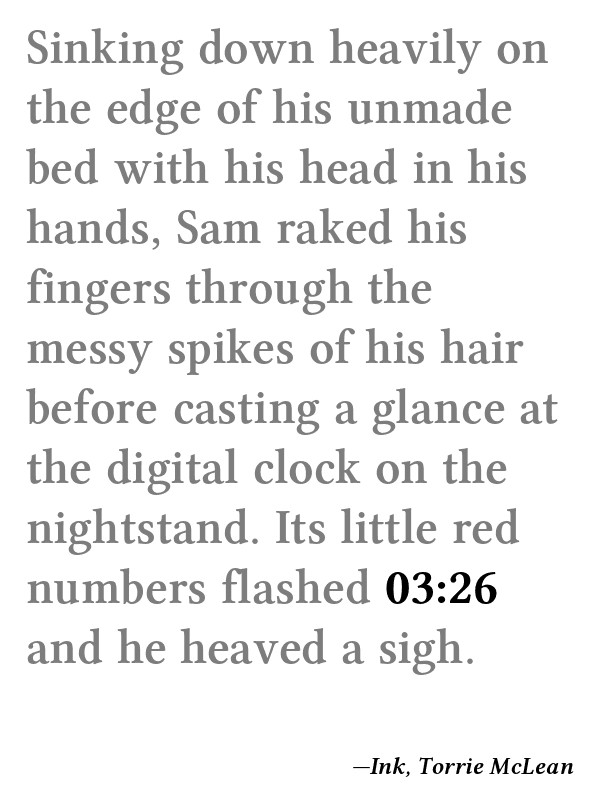 Sinking down heavily on
the edge of his unmade
bed with his head in his
hands, Sam raked his
fingers through the
messy spikes of his hair
before casting a glance at
the digital clock on the
nightstand. Its little red
numbers flashed 03:26
and he heaved a sigh.
—Ink, Torrie McLean